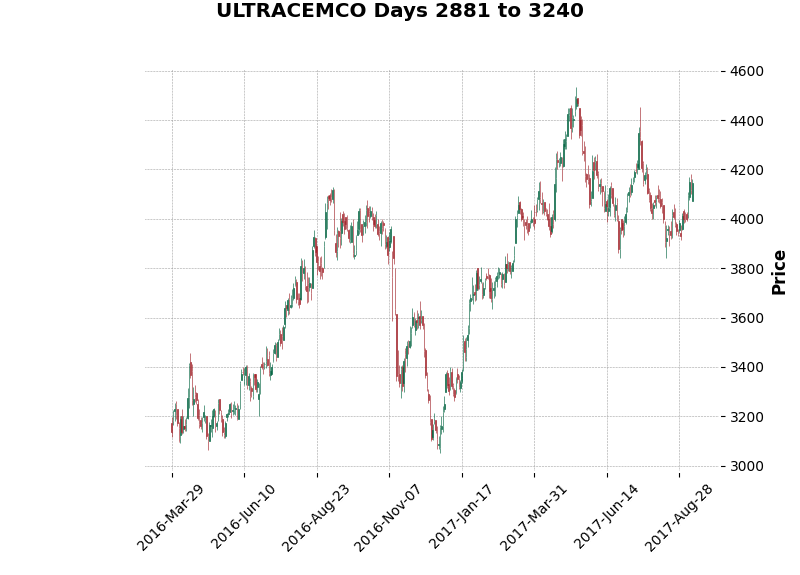 ULTRACEMCO Days 2881 to 3240
4600
4400
4200
4000
3800
3600
3400
3200
3000
Price
2016-Mar-29
2016-Jun-10
2016-Aug-23
2016-Nov-07
2017-Jan-17
2017-Mar-31
2017-Jun-14
2017-Aug-28